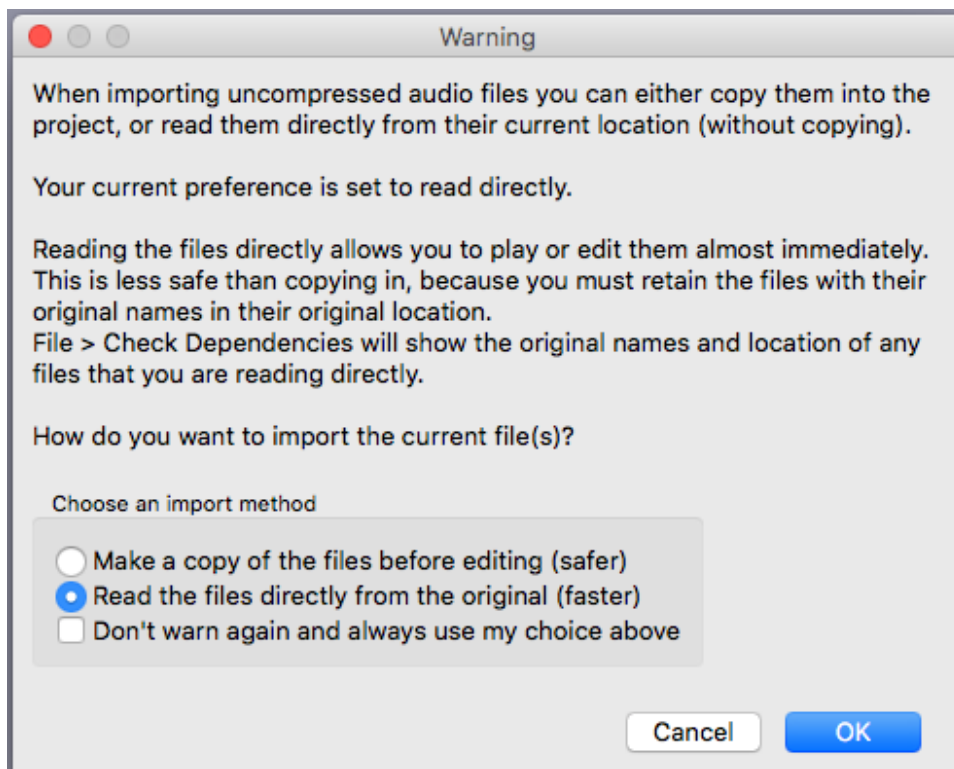 Warning
When importing uncompressed audio files you can either copy them into the
project, or read them directly from their current location (without copying).
Your current preference is set to read directly.
Reading the files directly allows you to play or edit them almost immediately.
This is less safe than copying in, because you must retain the files with their
original names in their original location.
File > Check Dependencies will show the original names and location of any
files that you are reading directly.
How do you want to import the current file(s)?
Choose an import method
Make a copy of the files before editing (safer)
Read the files directly from the original (faster)
Don't warn again and always use my choice above
Cancel OK